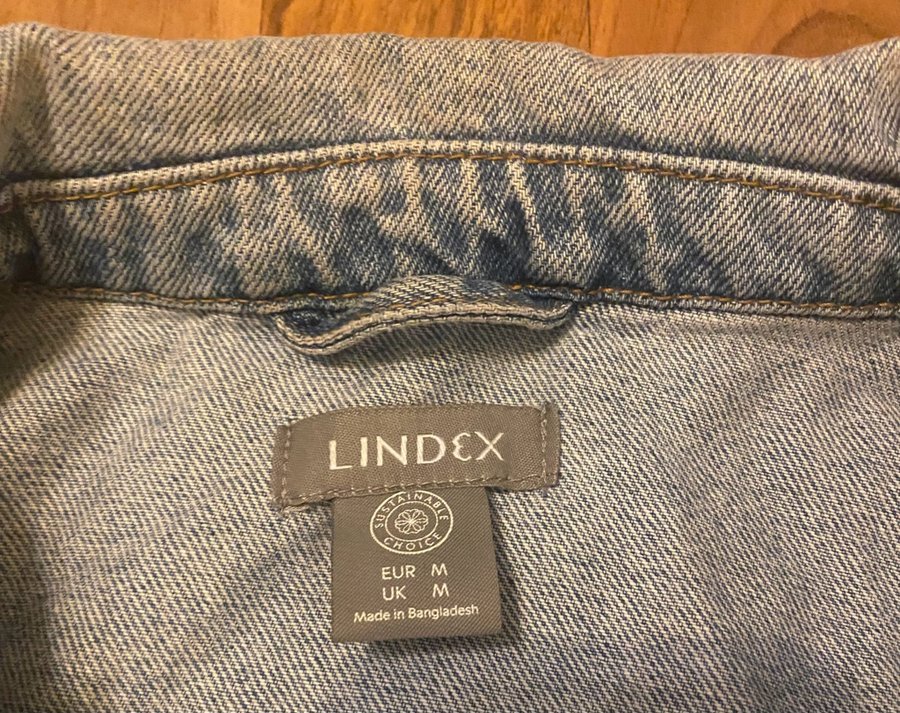 LINDEX
SUSTAINABLE
CHOICE
EUR M
UK M
Made in Bangladesh